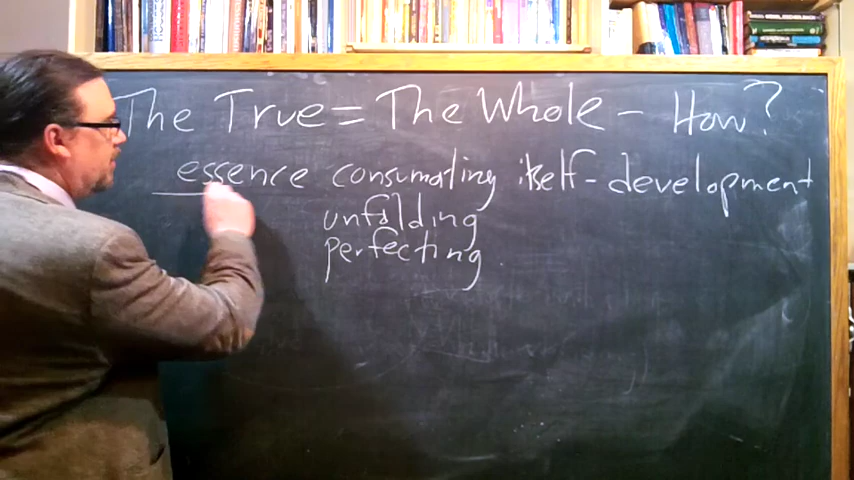 The True = The Whole - How?
essence consumating itself - development
unfolding
perfecting